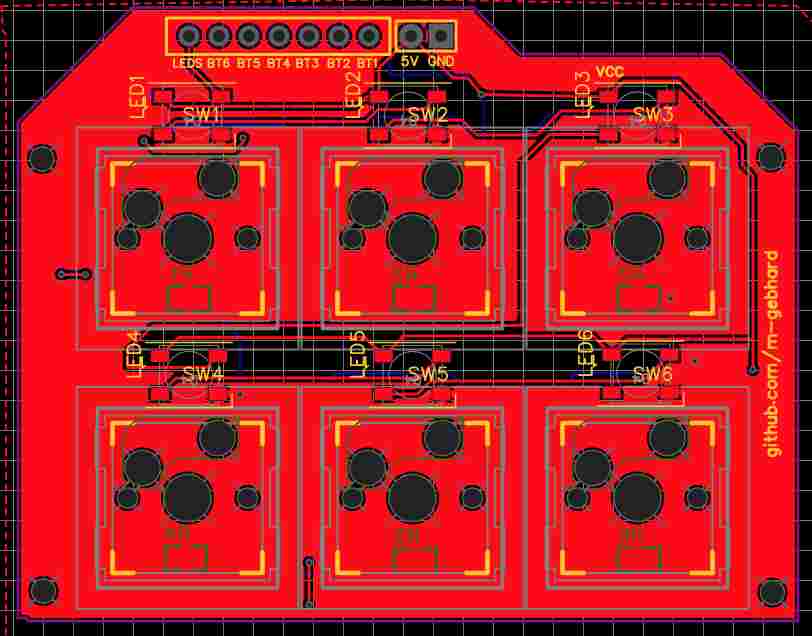 LEDS BT6 BT5 BT4 BT3 BT2 BT1
5V GND
VCC
LED1
SW1
LED2
SW2
LED3
SW3
LED4
SW4
LED5
SW5
LED6
SW6
github.com/m-gebhard